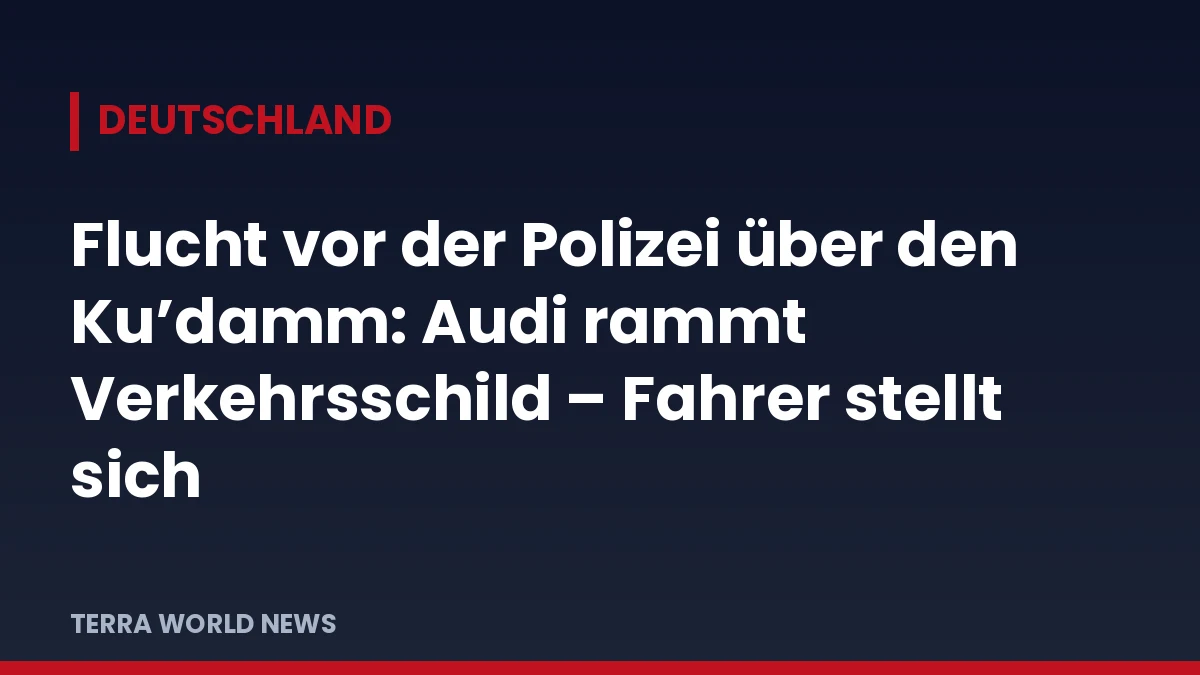 DEUTSCHLAND
Flucht vor der Polizei über den
Ku’damm: Audi rammt
Verkehrsschild – Fahrer stellt
sich
TERRA WORLD NEWS